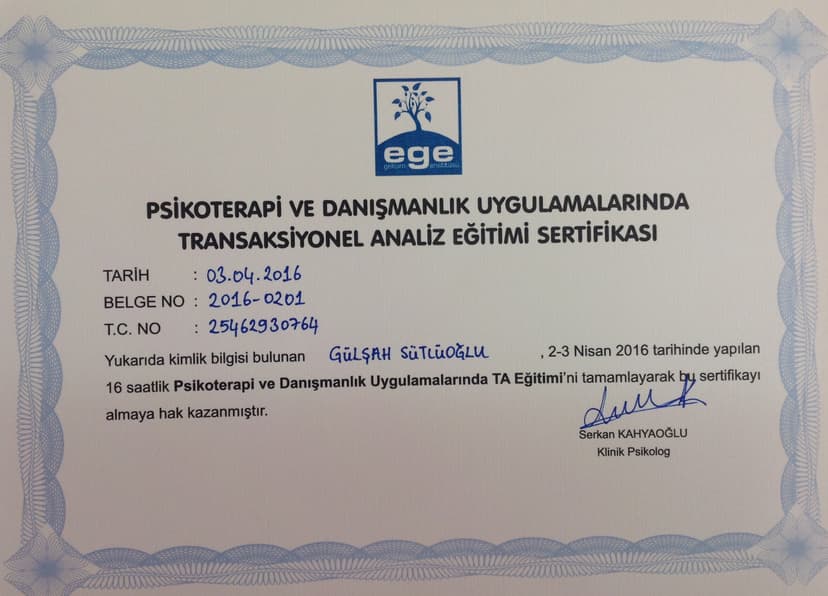 ege
gelişim enstitüsü
PSİKOTERAPİ VE DANIŞMANLIK UYGULAMALARINDA
TRANSAKSİYONEL ANALİZ EĞİTİMİ SERTİFİKASI
TARİH : 03.04.2016
BELGE NO : 2016-0201
T.C. NO : 25462930764
Yukarıda kimlik bilgisi bulunan GÜLŞAH SÜTLÜOĞLU , 2-3 Nisan 2016 tarihinde yapılan
16 saatlik Psikoterapi ve Danışmanlık Uygulamalarında TA Eğitimi'ni tamamlayarak bu sertifikayı
almaya hak kazanmıştır.
Serkan KAHYAOĞLU
Klinik Psikolog